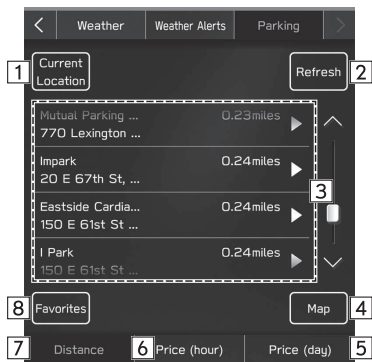 Weather Weather Alerts Parking
1 Current Location Refresh 2
Mutual Parking ... 0.23miles
770 Lexington ...
Impark 0.24miles
20 E 67th St, ...
3
Eastside Cardia... 0.24miles
150 E 61st St ...
I Park 0.24miles
150 E 61st St ...
8 Favorites Map 4
7 Distance 6 Price (hour) Price (day) 5